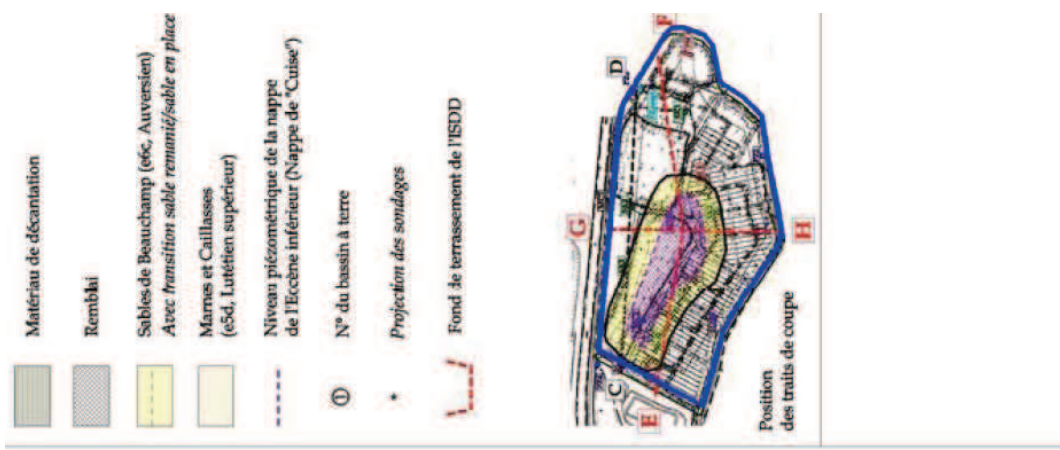 Matériau de décantation
Remblai
Sables de Beauchamp (e6c, Auversien)
Avec transition sable remanié/sable en place
Marnes et Caillasses
(e5d, Lutétien supérieur)
Niveau piézométrique de la nappe
de l'Eocène inférieur (Nappe de "Cuise")
① N° du bassin à terre
Projection des sondages
Fond de terrassement de l'ISDD
F
D
G
H
C
E
Position
des traits de coupe